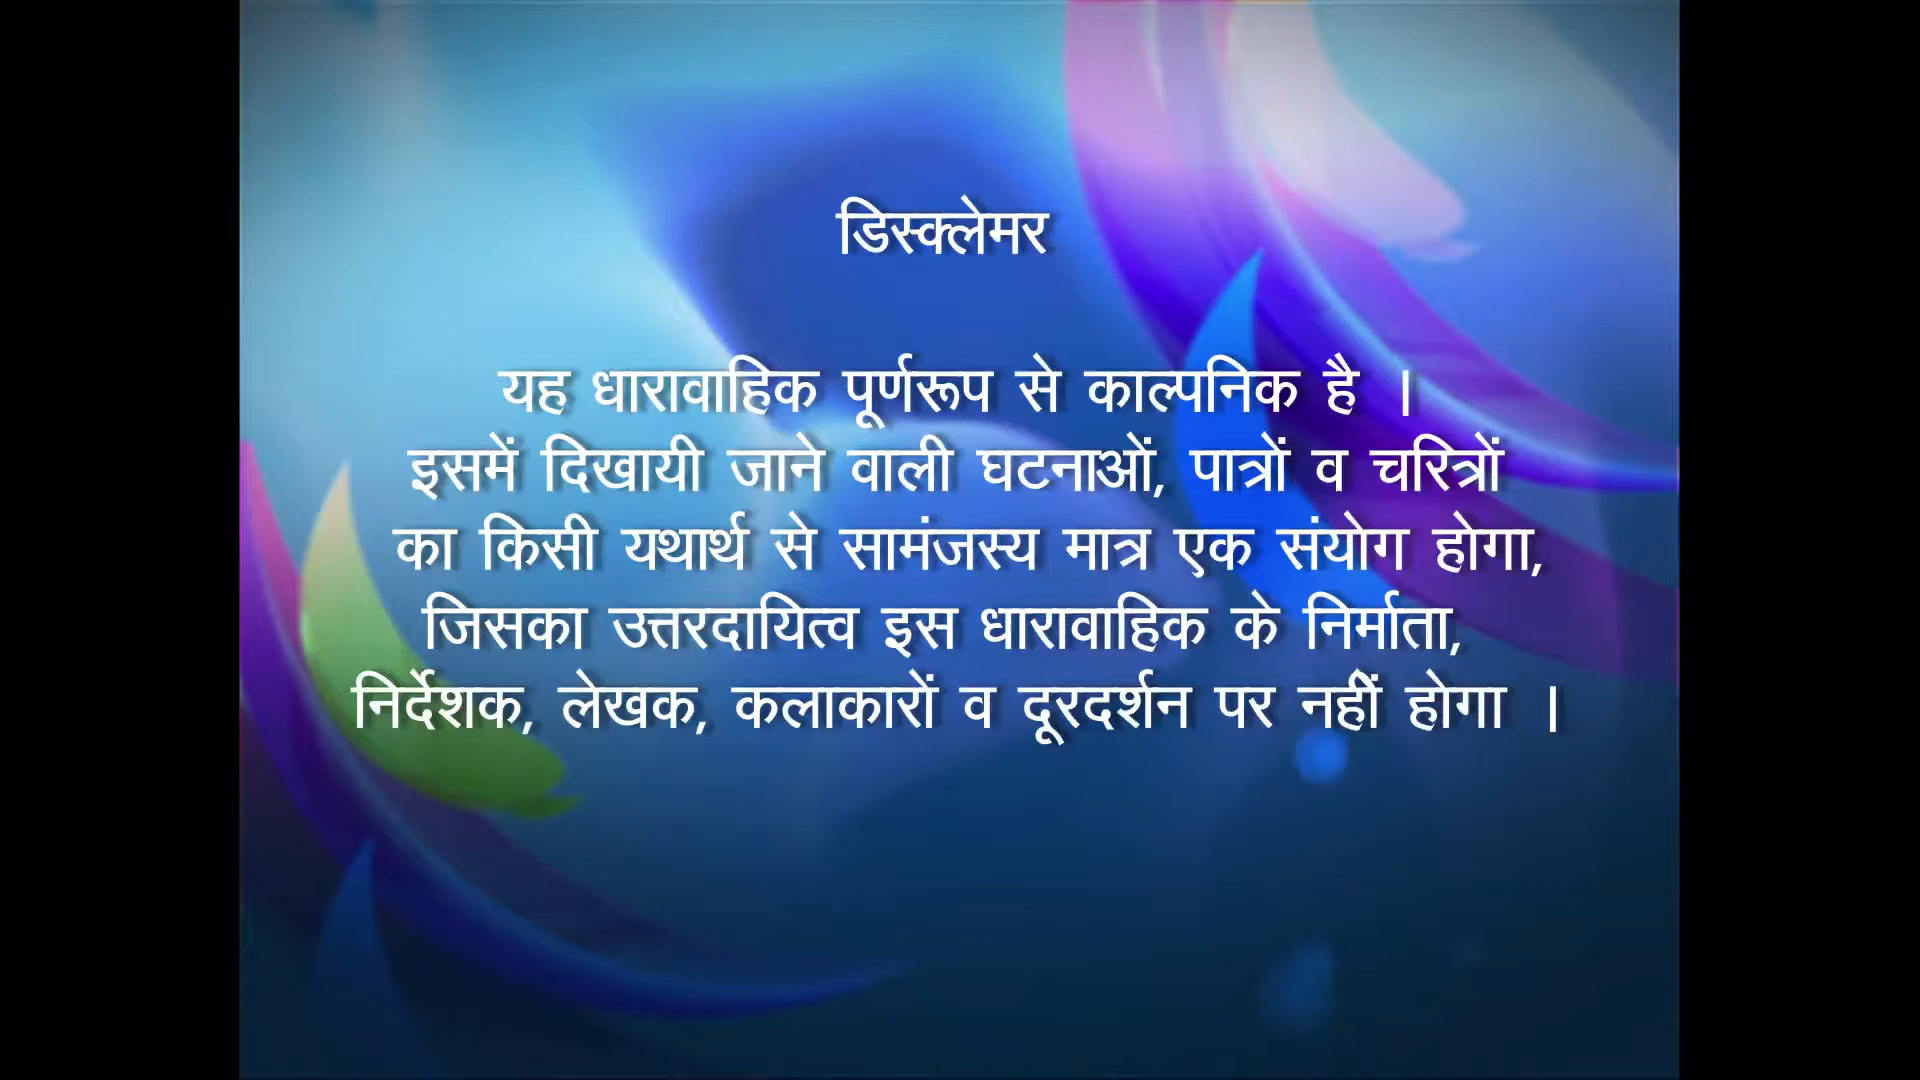 डिस्क्लेमर
यह धारावाहिक पूर्णरूप से काल्पनिक है ।
इसमें दिखायी जाने वाली घटनाओं, पात्रों व चरित्रों
का किसी यथार्थ से सामंजस्य मात्र एक संयोग होगा,
जिसका उत्तरदायित्व इस धारावाहिक के निर्माता,
निर्देशक, लेखक, कलाकारों व दूरदर्शन पर नहीं होगा ।